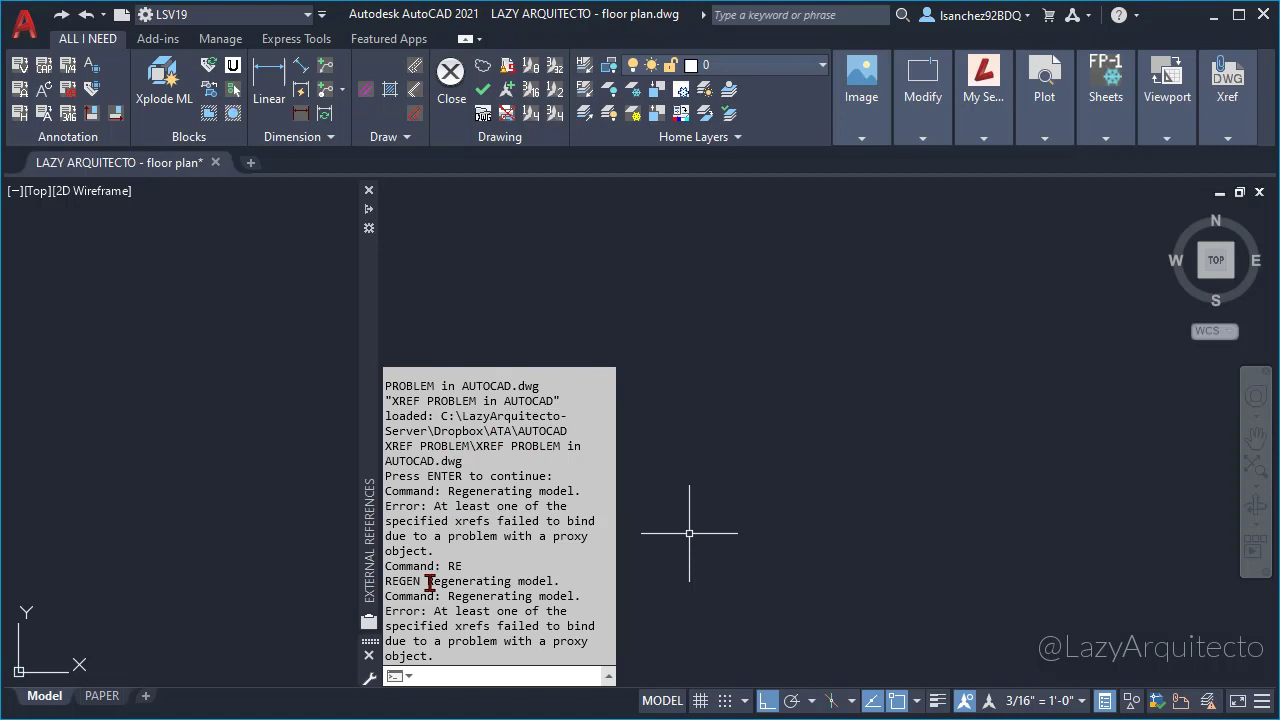 LSV19
Autodesk AutoCAD 2021 LAZY ARQUITECTO - floor plan.dwg
Type a keyword or phrase
lsanchez92BDQ
ALL I NEED
Add-ins
Manage
Express Tools
Featured Apps
Xplode ML
Linear
Close
0
Image
Modify
My Se...
Plot
FP-1
Sheets
Viewport
DWG
Xref
Annotation
Blocks
Dimension
Draw
Drawing
Home Layers
LAZY ARQUITECTO - floor plan*
[−][Top][2D Wireframe]
N
W
TOP
E
S
WCS
EXTERNAL REFERENCES
PROBLEM in AUTOCAD.dwg
"XREF PROBLEM in AUTOCAD"
loaded: C:\LazyArquitecto-
Server\Dropbox\ATA\AUTOCAD
XREF PROBLEM\XREF PROBLEM in
AUTOCAD.dwg
Press ENTER to continue:
Command: Regenerating model.
Error: At least one of the
specified xrefs failed to bind
due to a problem with a proxy
object.
Command: RE
REGEN Regenerating model.
Command: Regenerating model.
Error: At least one of the
specified xrefs failed to bind
due to a problem with a proxy
object.
Y
X
@LazyArquitecto
Model
PAPER
MODEL
3/16" = 1'-0"